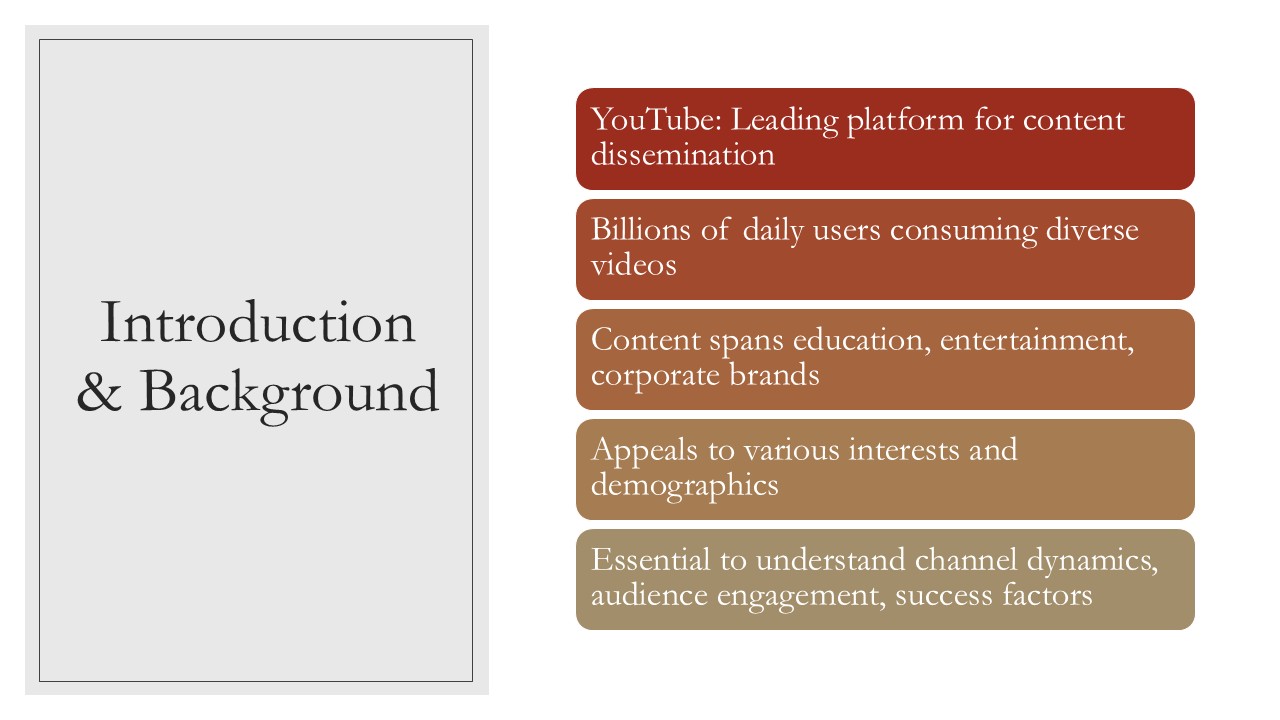 Introduction
& Background
YouTube: Leading platform for content
dissemination
Billions of daily users consuming diverse
videos
Content spans education, entertainment,
corporate brands
Appeals to various interests and
demographics
Essential to understand channel dynamics,
audience engagement, success factors